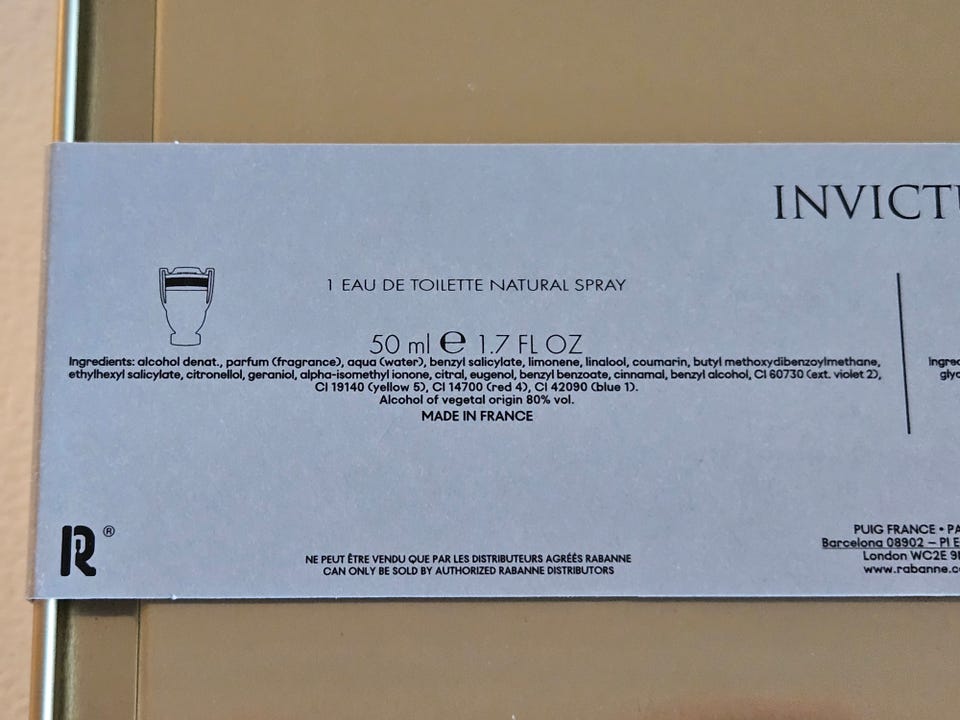 INVICTU
1 EAU DE TOILETTE NATURAL SPRAY
50 ml ℮ 1.7 FL OZ
Ingredients: alcohol denat., parfum (fragrance), aqua (water), benzyl salicylate, limonene, linalool, coumarin, butyl methoxydibenzoylmethane,
ethylhexyl salicylate, citronellol, geraniol, alpha-isomethyl ionone, citral, eugenol, benzyl benzoate, cinnamal, benzyl alcohol, CI 60730 (ext. violet 2),
CI 19140 (yellow 5), CI 14700 (red 4), CI 42090 (blue 1).
Alcohol of vegetal origin 80% vol.
MADE IN FRANCE
Ingred
glyc
R ®
NE PEUT ÊTRE VENDU QUE PAR LES DISTRIBUTEURS AGRÉÉS RABANNE
CAN ONLY BE SOLD BY AUTHORIZED RABANNE DISTRIBUTORS
PUIG FRANCE • PA
Barcelona 08902 – Pl E
London WC2E 9
www.rabanne.c